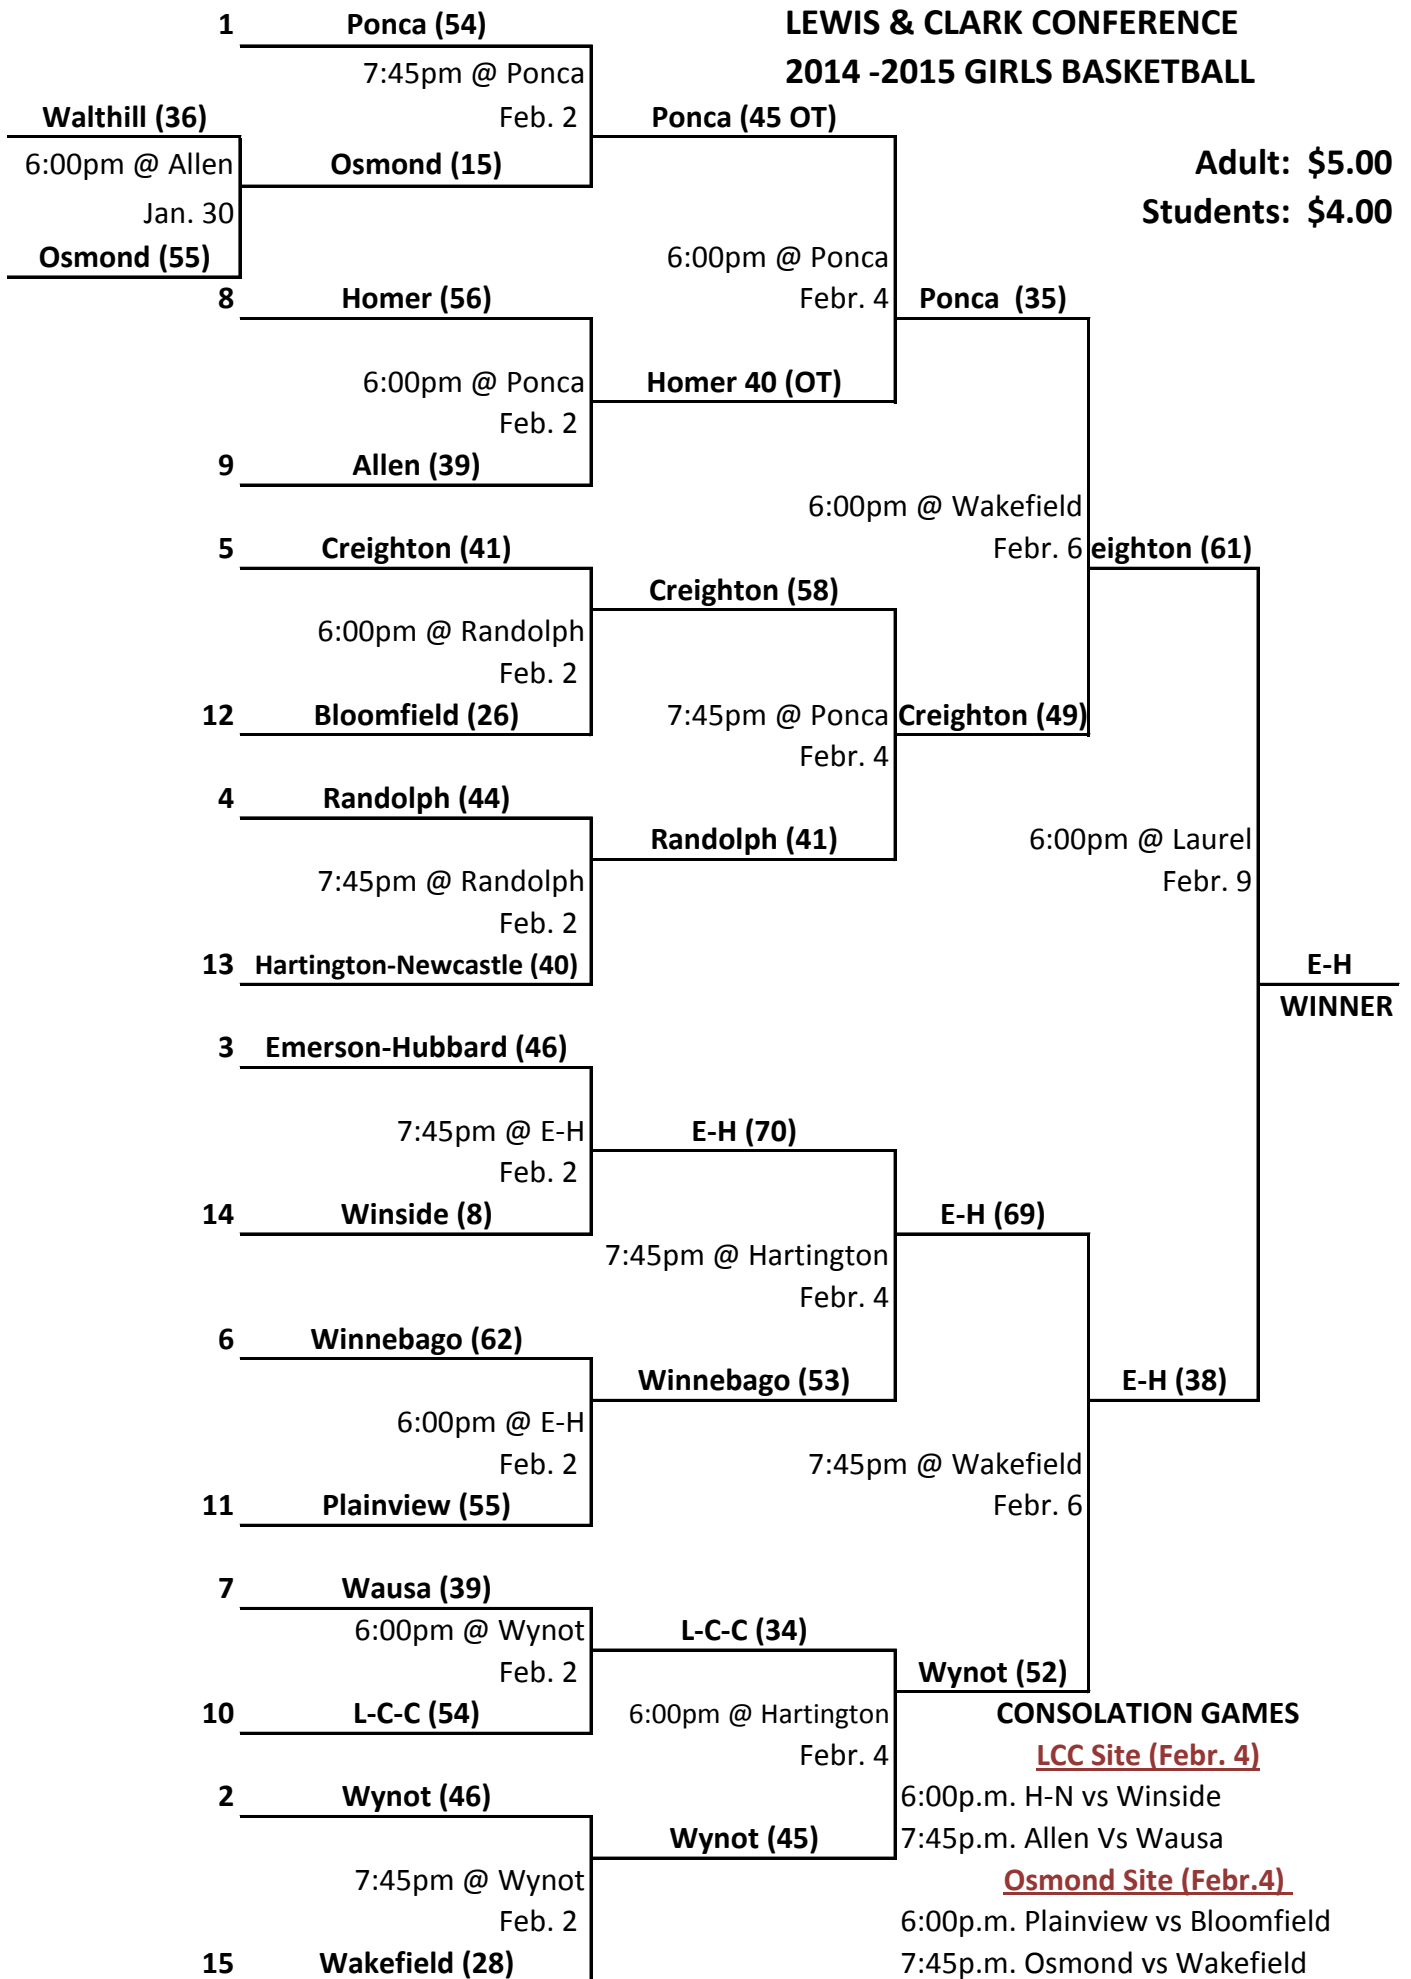 LEWIS & CLARK CONFERENCE
2014 -2015 GIRLS BASKETBALL
Adult: $5.00
Students: $4.00
1 Ponca (54)
7:45pm @ Ponca
Feb. 2
Walthill (36)
6:00pm @ Allen
Jan. 30
Osmond (55)
Osmond (15)
Ponca (45 OT)
6:00pm @ Ponca
Febr. 4
8 Homer (56)
6:00pm @ Ponca
Feb. 2
9 Allen (39)
Homer 40 (OT)
Ponca (35)
6:00pm @ Wakefield
Febr. 6
5 Creighton (41)
6:00pm @ Randolph
Feb. 2
12 Bloomfield (26)
Creighton (58)
7:45pm @ Ponca
Febr. 4
Creighton (49)
eighton (61)
4 Randolph (44)
7:45pm @ Randolph
Feb. 2
13 Hartington-Newcastle (40)
Randolph (41)
6:00pm @ Laurel
Febr. 9
E-H
WINNER
3 Emerson-Hubbard (46)
7:45pm @ E-H
Feb. 2
14 Winside (8)
E-H (70)
7:45pm @ Hartington
Febr. 4
E-H (69)
6 Winnebago (62)
6:00pm @ E-H
Feb. 2
11 Plainview (55)
Winnebago (53)
7:45pm @ Wakefield
Febr. 6
E-H (38)
7 Wausa (39)
6:00pm @ Wynot
Feb. 2
10 L-C-C (54)
L-C-C (34)
6:00pm @ Hartington
Febr. 4
Wynot (52)
2 Wynot (46)
7:45pm @ Wynot
Feb. 2
15 Wakefield (28)
Wynot (45)
CONSOLATION GAMES
LCC Site (Febr. 4)
6:00p.m. H-N vs Winside
7:45p.m. Allen Vs Wausa
Osmond Site (Febr.4)
6:00p.m. Plainview vs Bloomfield
7:45p.m. Osmond vs Wakefield